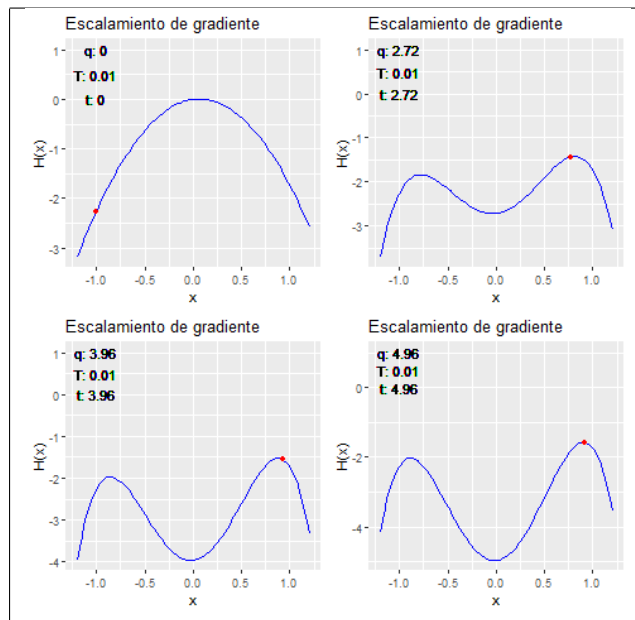 Escalamiento de gradiente
q: 0
T: 0.01
t: 0
1
0
-1
-2
-3
H(x)
-1.0 -0.5 0.0 0.5 1.0
x
Escalamiento de gradiente
q: 2.72
T: 0.01
t: 2.72
1
0
-1
-2
-3
H(x)
-1.0 -0.5 0.0 0.5 1.0
x
Escalamiento de gradiente
q: 3.96
T: 0.01
t: 3.96
1
0
-1
-2
-3
-4
H(x)
-1.0 -0.5 0.0 0.5 1.0
x
Escalamiento de gradiente
q: 4.96
T: 0.01
t: 4.96
0
-2
-4
H(x)
-1.0 -0.5 0.0 0.5 1.0
x